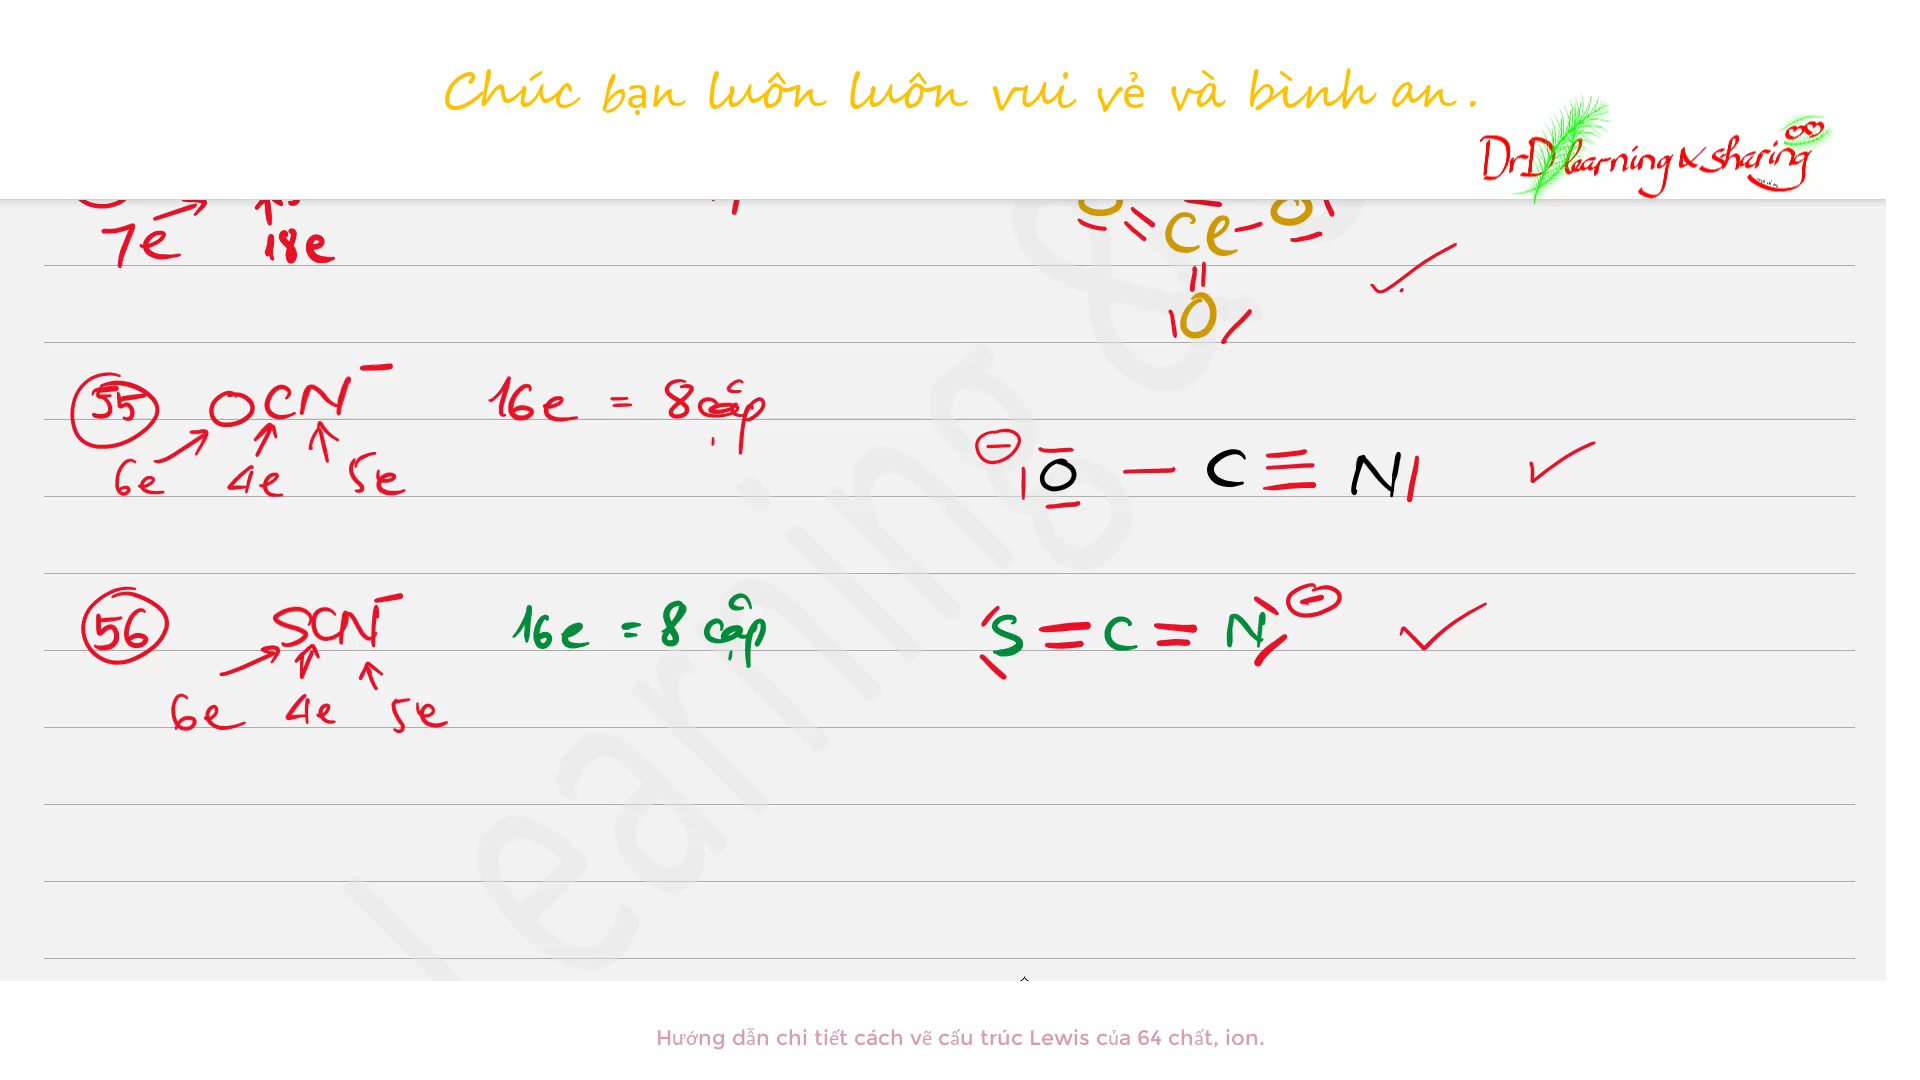 Chúc bạn luôn luôn vui vẻ và bình an.
DrD learning & sharing
7e 18e
O Cl O
O
55 OCN⁻ 16e = 8 cặp
6e 4e 5e
⊖ O – C ≡ N
56 SCN⁻ 16e = 8 cặp S = C = N ⊖
6e 4e 5e
Learning &
Hướng dẫn chi tiết cách vẽ cấu trúc Lewis của 64 chất, ion.